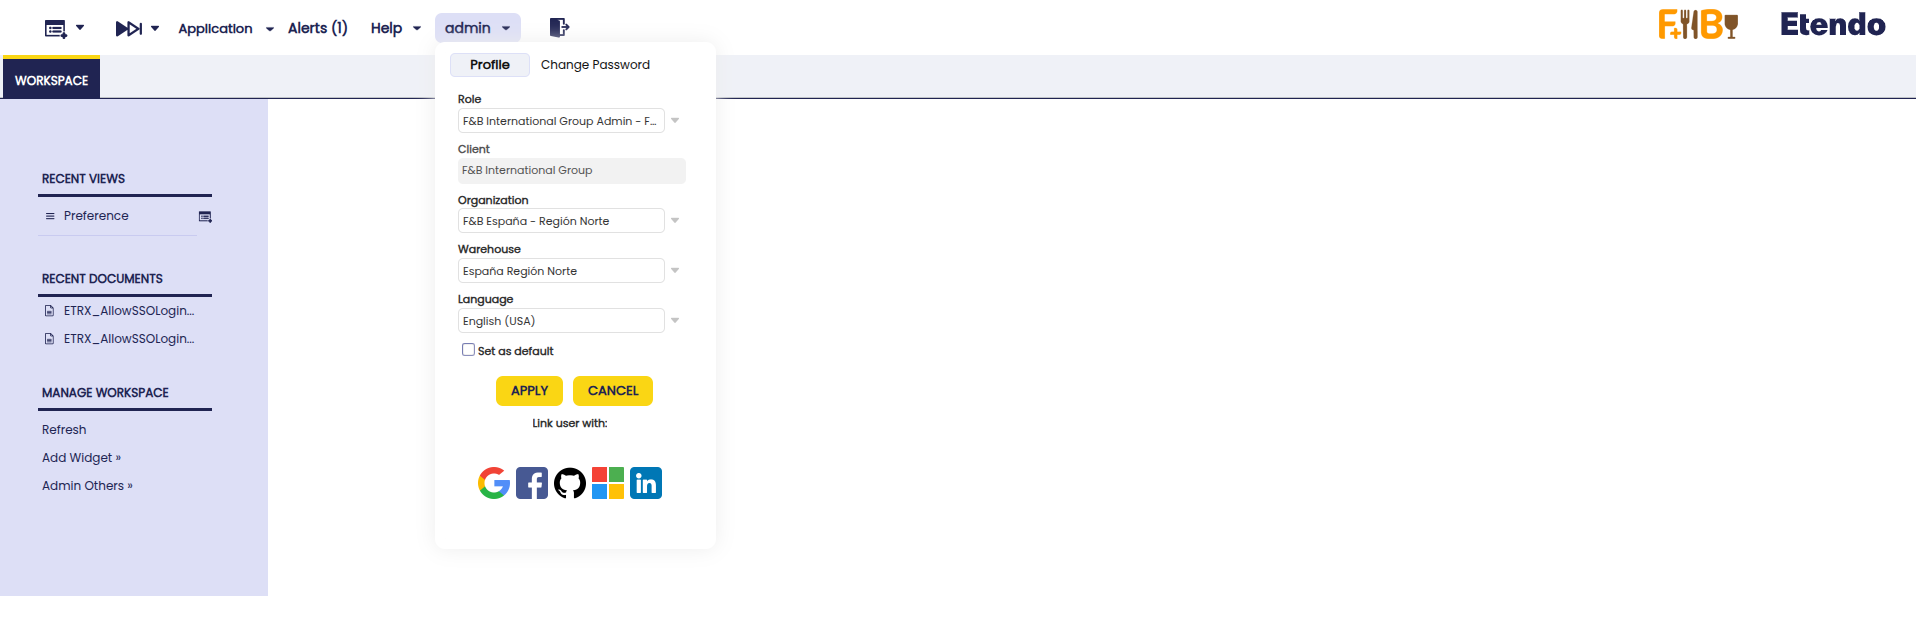 Application
Alerts (1)
Help
admin
F&B
Etendo
WORKSPACE
Profile
Change Password
Role
F&B International Group Admin - F...
Client
F&B International Group
Organization
F&B España - Región Norte
Warehouse
España Región Norte
Language
English (USA)
Set as default
APPLY
CANCEL
Link user with:
RECENT VIEWS
Preference
RECENT DOCUMENTS
ETRX_AllowSSOLogin...
ETRX_AllowSSOLogin...
MANAGE WORKSPACE
Refresh
Add Widget »
Admin Others »